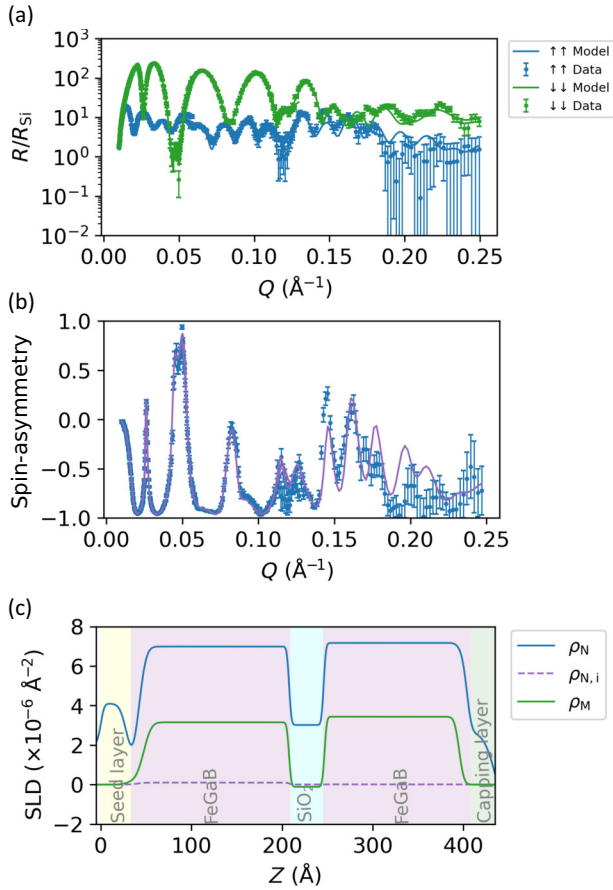 (a)
10³
10²
10¹
10⁰
10⁻¹
10⁻²
R/R_Si
0.00 0.05 0.10 0.15 0.20 0.25
Q (Å⁻¹)
↑↑ Model
↑↑ Data
↓↓ Model
↓↓ Data
(b)
1.0
0.5
0.0
−0.5
−1.0
Spin-asymmetry
0.00 0.05 0.10 0.15 0.20 0.25
Q (Å⁻¹)
(c)
8
6
4
2
0
−2
SLD (×10⁻⁶ Å⁻²)
Seed layer
FeGaB
SiO₂
FeGaB
Capping layer
0 100 200 300 400
Z (Å)
ρ_N
ρ_N, i
ρ_M